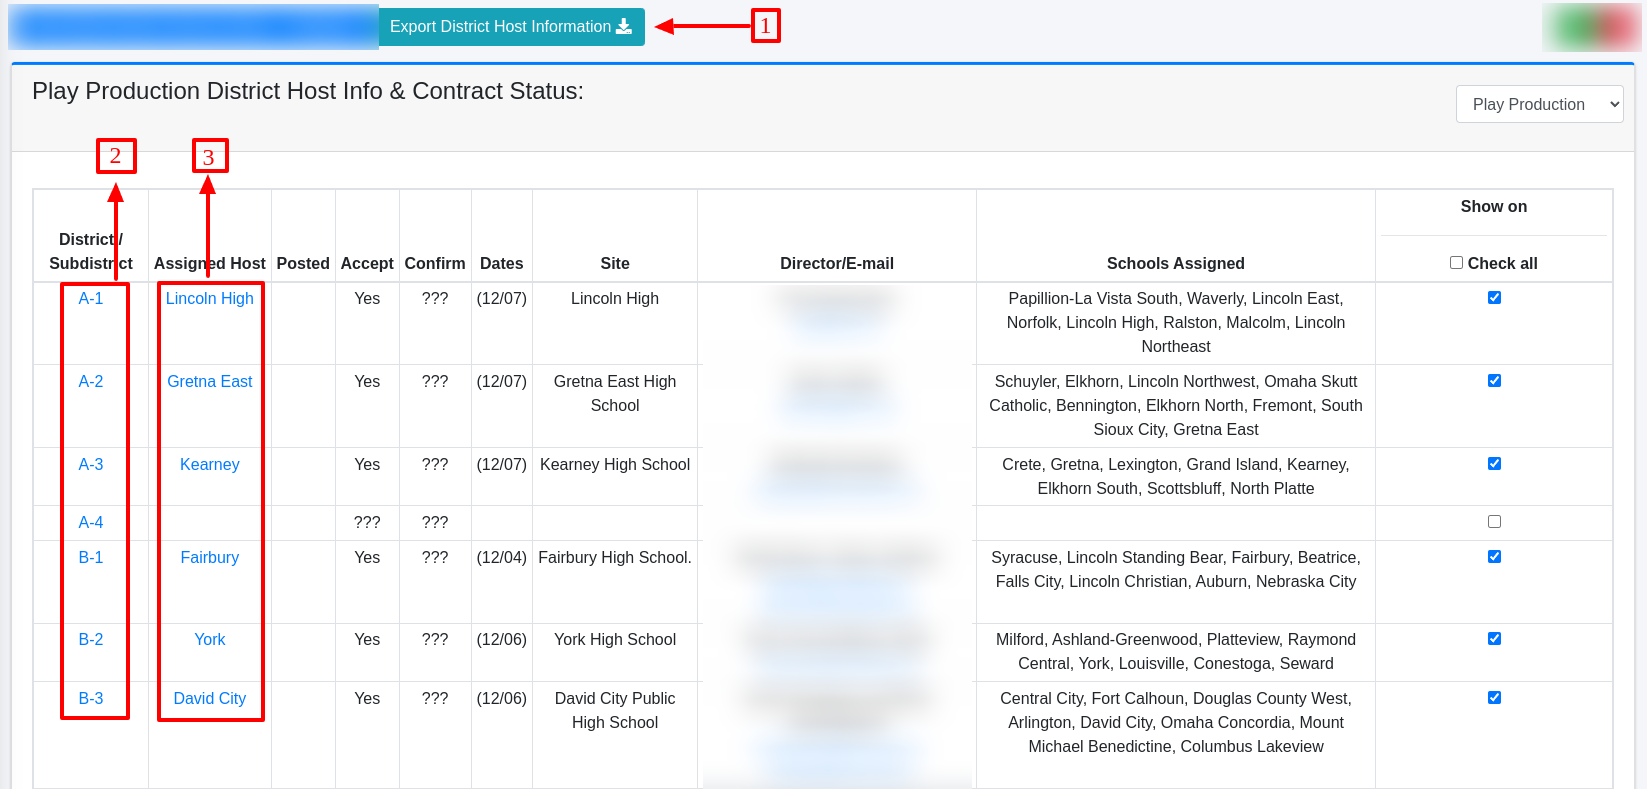 Export District Host Information
1
Play Production District Host Info & Contract Status:
Play Production
2
3
Show on
District /
Subdistrict
Assigned Host
Posted
Accept
Confirm
Dates
Site
Director/E-mail
Schools Assigned
Check all
A-1
Lincoln High
Yes
???
(12/07)
Lincoln High
Papillion-La Vista South, Waverly, Lincoln East,
Norfolk, Lincoln High, Ralston, Malcolm, Lincoln
Northeast
A-2
Gretna East
Yes
???
(12/07)
Gretna East High
School
Schuyler, Elkhorn, Lincoln Northwest, Omaha Skutt
Catholic, Bennington, Elkhorn North, Fremont, South
Sioux City, Gretna East
A-3
Kearney
Yes
???
(12/07)
Kearney High School
Crete, Gretna, Lexington, Grand Island, Kearney,
Elkhorn South, Scottsbluff, North Platte
A-4
???
???
B-1
Fairbury
Yes
???
(12/04)
Fairbury High School.
Syracuse, Lincoln Standing Bear, Fairbury, Beatrice,
Falls City, Lincoln Christian, Auburn, Nebraska City
B-2
York
Yes
???
(12/06)
York High School
Milford, Ashland-Greenwood, Platteview, Raymond
Central, York, Louisville, Conestoga, Seward
B-3
David City
Yes
???
(12/06)
David City Public
High School
Central City, Fort Calhoun, Douglas County West,
Arlington, David City, Omaha Concordia, Mount
Michael Benedictine, Columbus Lakeview